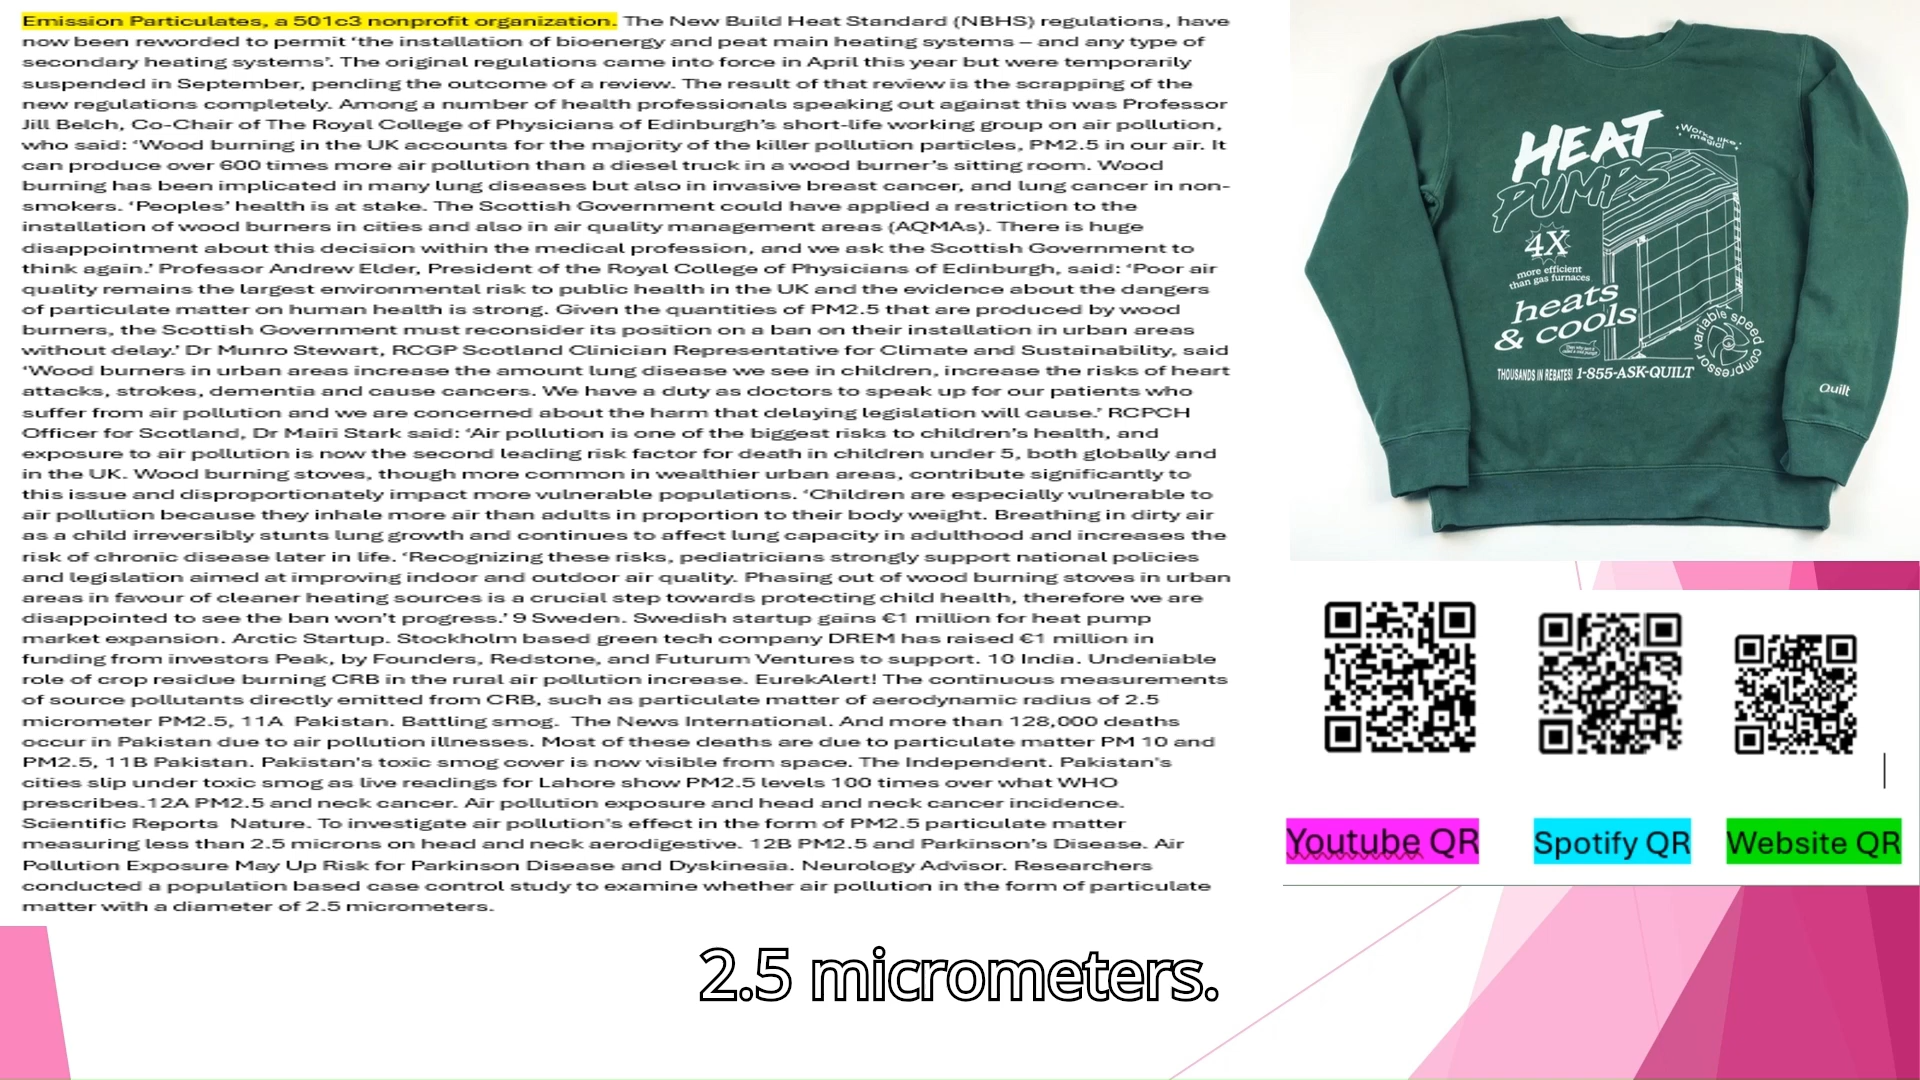 Emission Particulates, a 501c3 nonprofit organization. The New Build Heat Standard (NBHS) regulations, have
now been reworded to permit ‘the installation of bioenergy and peat main heating systems – and any type of
secondary heating systems’. The original regulations came into force in April this year but were temporarily
suspended in September, pending the outcome of a review. The result of that review is the scrapping of the
new regulations completely. Among a number of health professionals speaking out against this was Professor
Jill Belch, Co-Chair of The Royal College of Physicians of Edinburgh’s short-life working group on air pollution,
who said: ‘Wood burning in the UK accounts for the majority of the killer pollution particles, PM2.5 in our air. It
can produce over 600 times more air pollution than a diesel truck in a wood burner’s sitting room. Wood
burning has been implicated in many lung diseases but also in invasive breast cancer, and lung cancer in non-
smokers. ‘Peoples’ health is at stake. The Scottish Government could have applied a restriction to the
installation of wood burners in cities and also in air quality management areas (AQMAs). There is huge
disappointment about this decision within the medical profession, and we ask the Scottish Government to
think again.’ Professor Andrew Elder, President of the Royal College of Physicians of Edinburgh, said: ‘Poor air
quality remains the largest environmental risk to public health in the UK and the evidence about the dangers
of particulate matter on human health is strong. Given the quantities of PM2.5 that are produced by wood
burners, the Scottish Government must reconsider its position on a ban on their installation in urban areas
without delay.’ Dr Munro Stewart, RCGP Scotland Clinician Representative for Climate and Sustainability, said
‘Wood burners in urban areas increase the amount lung disease we see in children, increase the risks of heart
attacks, strokes, dementia and cause cancers. We have a duty as doctors to speak up for our patients who
suffer from air pollution and we are concerned about the harm that delaying legislation will cause.’ RCPCH
Officer for Scotland, Dr Mairi Stark said: ‘Air pollution is one of the biggest risks to children’s health, and
exposure to air pollution is now the second leading risk factor for death in children under 5, both globally and
in the UK. Wood burning stoves, though more common in wealthier urban areas, contribute significantly to
this issue and disproportionately impact more vulnerable populations. ‘Children are especially vulnerable to
air pollution because they inhale more air than adults in proportion to their body weight. Breathing in dirty air
as a child irreversibly stunts lung growth and continues to affect lung capacity in adulthood and increases the
risk of chronic disease later in life. ‘Recognizing these risks, pediatricians strongly support national policies
and legislation aimed at improving indoor and outdoor air quality. Phasing out of wood burning stoves in urban
areas in favour of cleaner heating sources is a crucial step towards protecting child health, therefore we are
disappointed to see the ban won’t progress.’ 9 Sweden. Swedish startup gains €1 million for heat pump
market expansion. Arctic Startup. Stockholm based green tech company DREM has raised €1 million in
funding from investors Peak, by Founders, Redstone, and Futurum Ventures to support. 10 India. Undeniable
role of crop residue burning CRB in the rural air pollution increase. EurekAlert! The continuous measurements
of source pollutants directly emitted from CRB, such as particulate matter of aerodynamic radius of 2.5
micrometer PM2.5, 11A Pakistan. Battling smog. The News International. And more than 128,000 deaths
occur in Pakistan due to air pollution illnesses. Most of these deaths are due to particulate matter PM 10 and
PM2.5, 11B Pakistan. Pakistan's toxic smog cover is now visible from space. The Independent. Pakistan's
cities slip under toxic smog as live readings for Lahore show PM2.5 levels 100 times over what WHO
prescribes.12A PM2.5 and neck cancer. Air pollution exposure and head and neck cancer incidence.
Scientific Reports Nature. To investigate air pollution's effect in the form of PM2.5 particulate matter
measuring less than 2.5 microns on head and neck aerodigestive. 12B PM2.5 and Parkinson’s Disease. Air
Pollution Exposure May Up Risk for Parkinson Disease and Dyskinesia. Neurology Advisor. Researchers
conducted a population based case control study to examine whether air pollution in the form of particulate
matter with a diameter of 2.5 micrometers.
HEAT
PUMPS
Works like
magic!
4X
more efficient
than gas furnaces
heats
& cools
variable speed
compressor
THOUSANDS IN REBATES! 1-855-ASK-QUILT
Quilt
Youtube QR
Spotify QR
Website QR
2.5 micrometers.